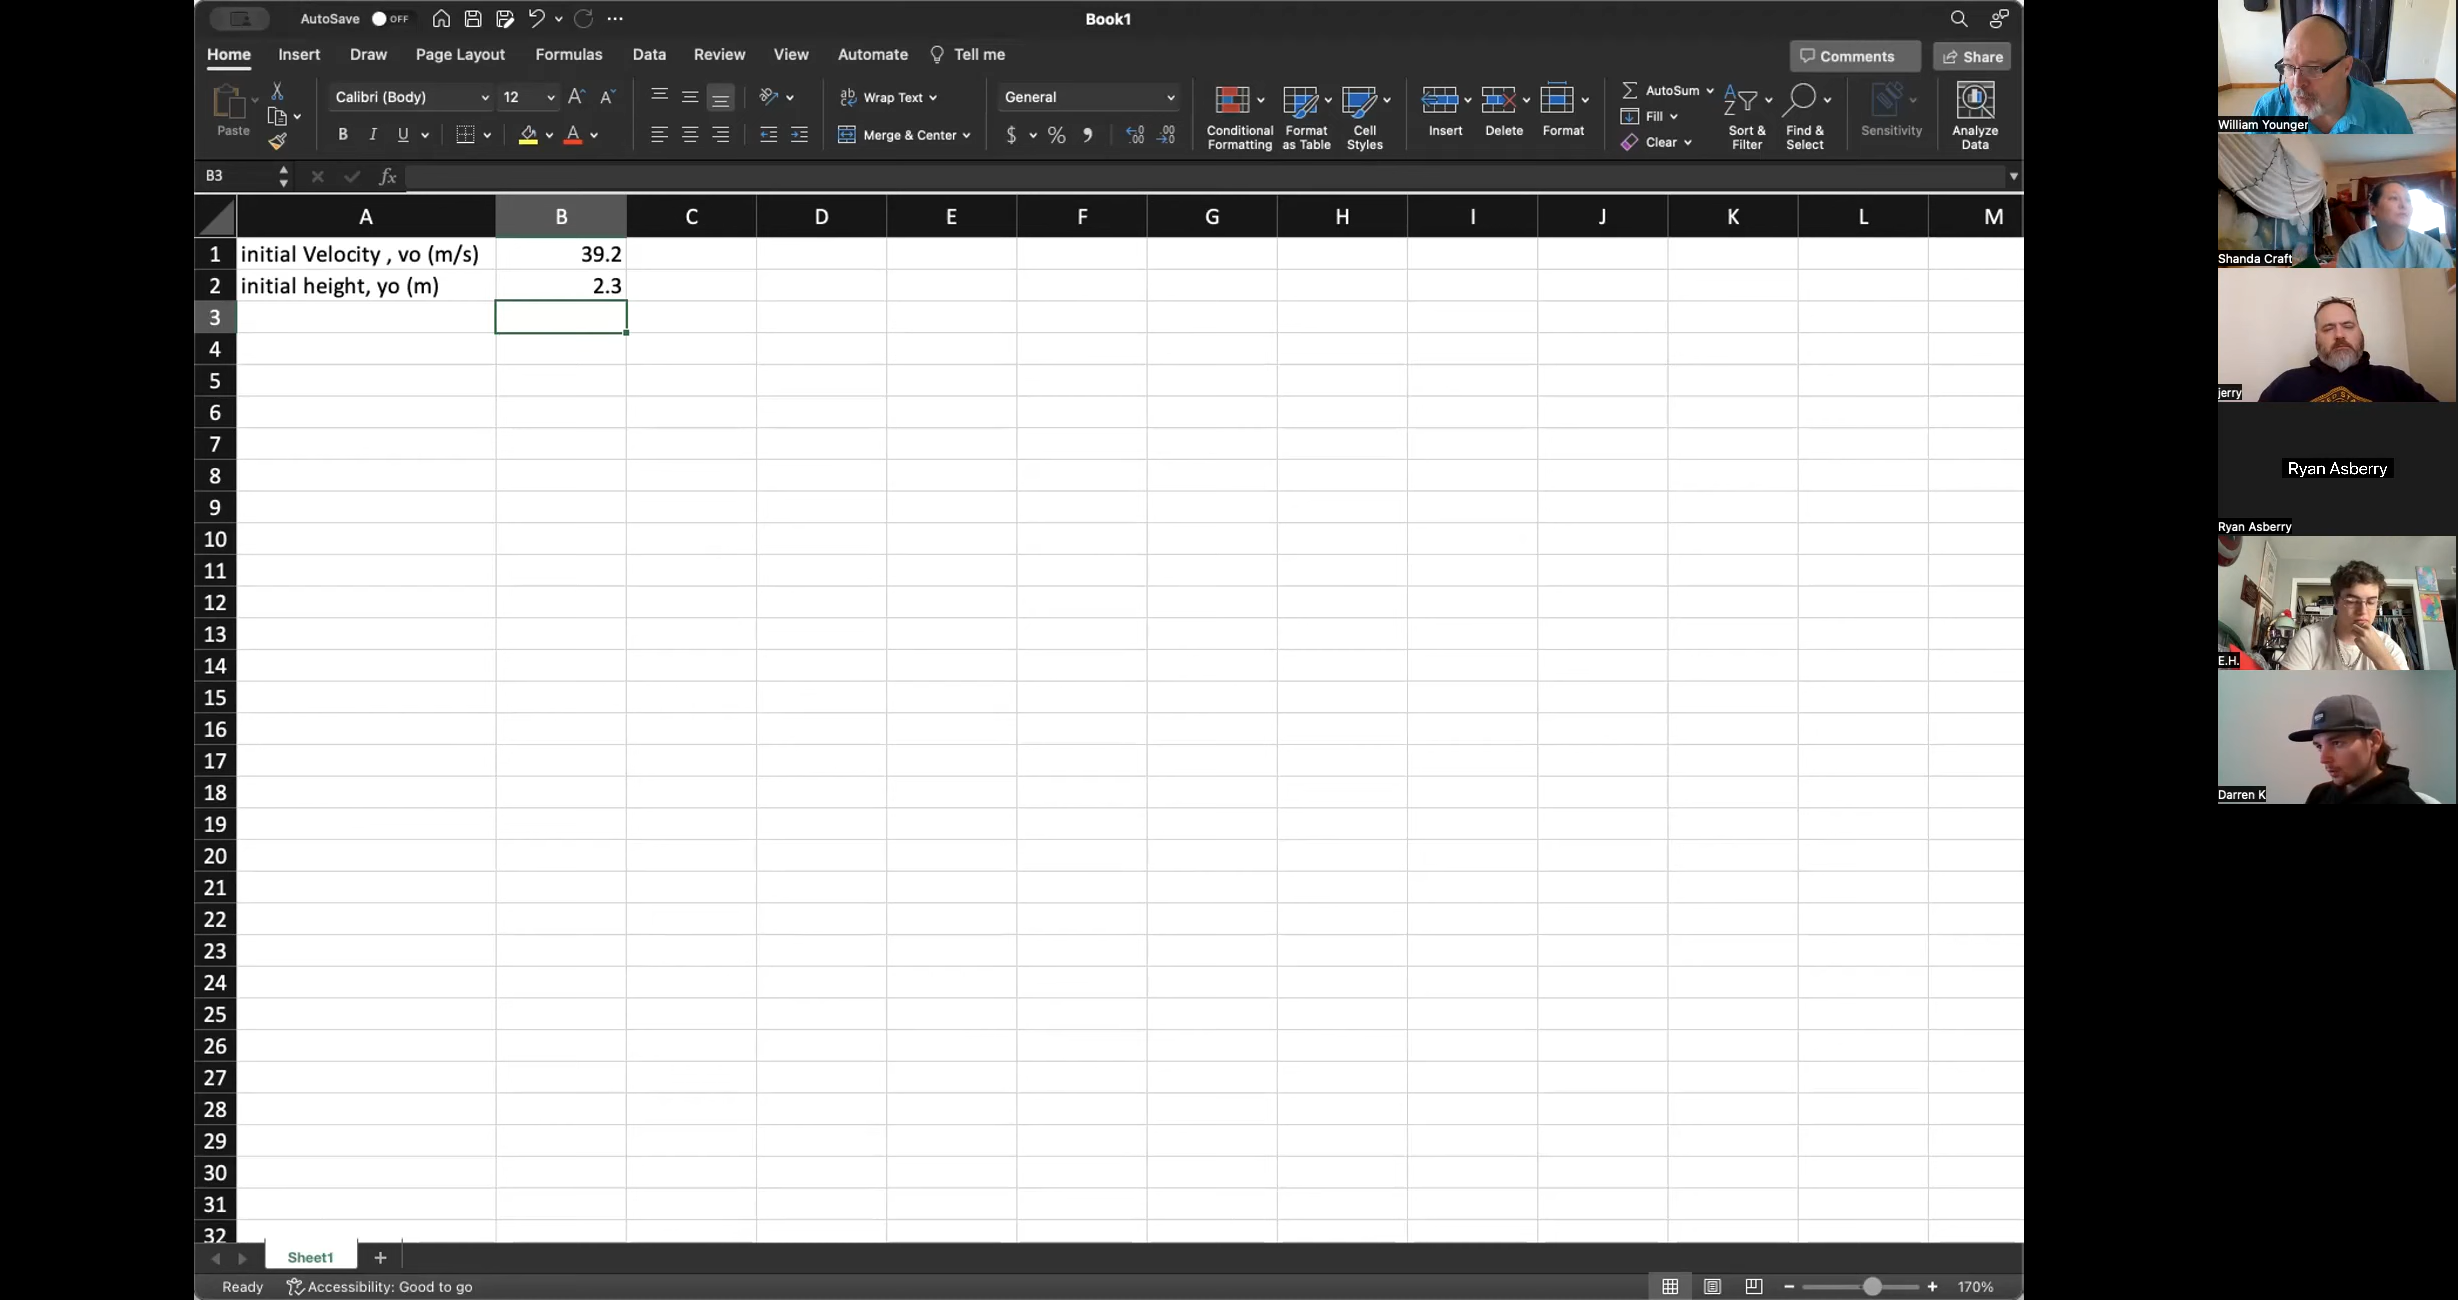 AutoSave OFF
Book1
Home Insert Draw Page Layout Formulas Data Review View Automate Tell me
Comments Share
Paste
Calibri (Body) 12 A A
B I U A
ab Wrap Text
Merge & Center
General
$ % 9 .00
Conditional Formatting
Format as Table
Cell Styles
Insert
Delete
Format
AutoSum
Fill
Clear
Sort & Filter
Find & Select
Sensitivity
Analyze Data
B3 fx
A B C D E F G H I J K L M
1 initial Velocity , vo (m/s) 39.2
2 initial height, yo (m) 2.3
3
4
5
6
7
8
9
10
11
12
13
14
15
16
17
18
19
20
21
22
23
24
25
26
27
28
29
30
31
32
Sheet1 +
Ready Accessibility: Good to go
170%
William Younger
Shanda Craft
jerry
Ryan Asberry
Ryan Asberry
E.H.
Darren K